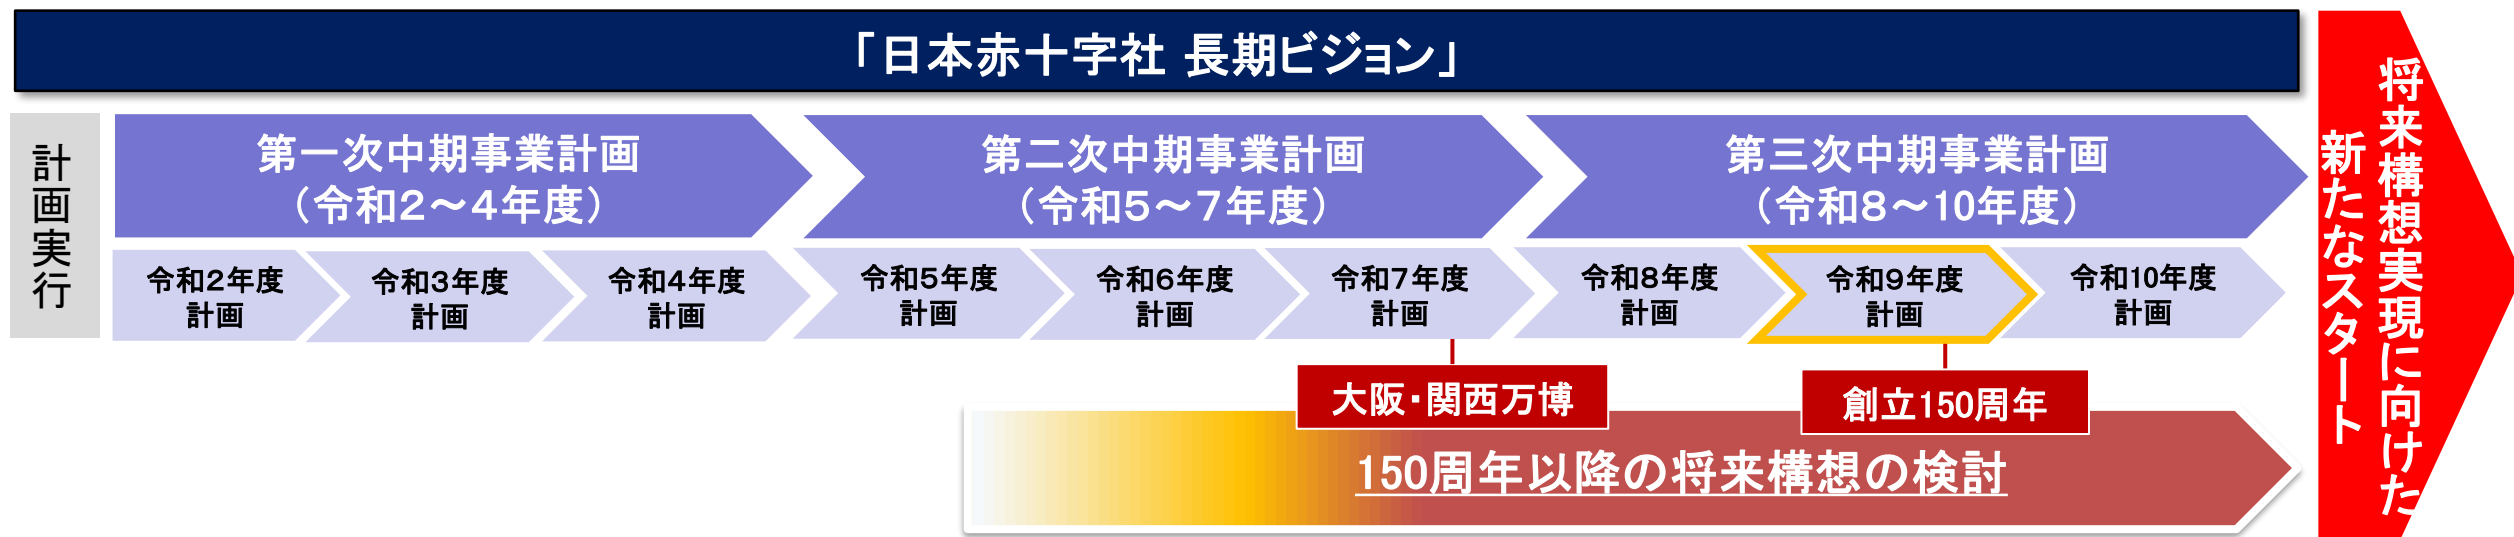 「日本赤十字社 長期ビジョン」
計画実行
第一次中期事業計画
（令和2～4年度）
第二次中期事業計画
（令和5～7年度）
第三次中期事業計画
（令和8～10年度）
令和2年度
計画
令和3年度
計画
令和4年度
計画
令和5年度
計画
令和6年度
計画
令和7年度
計画
令和8年度
計画
令和9年度
計画
令和10年度
計画
大阪・関西万博
創立150周年
150周年以降の将来構想の検討
将来構想の実現に向けた
新たなスタート